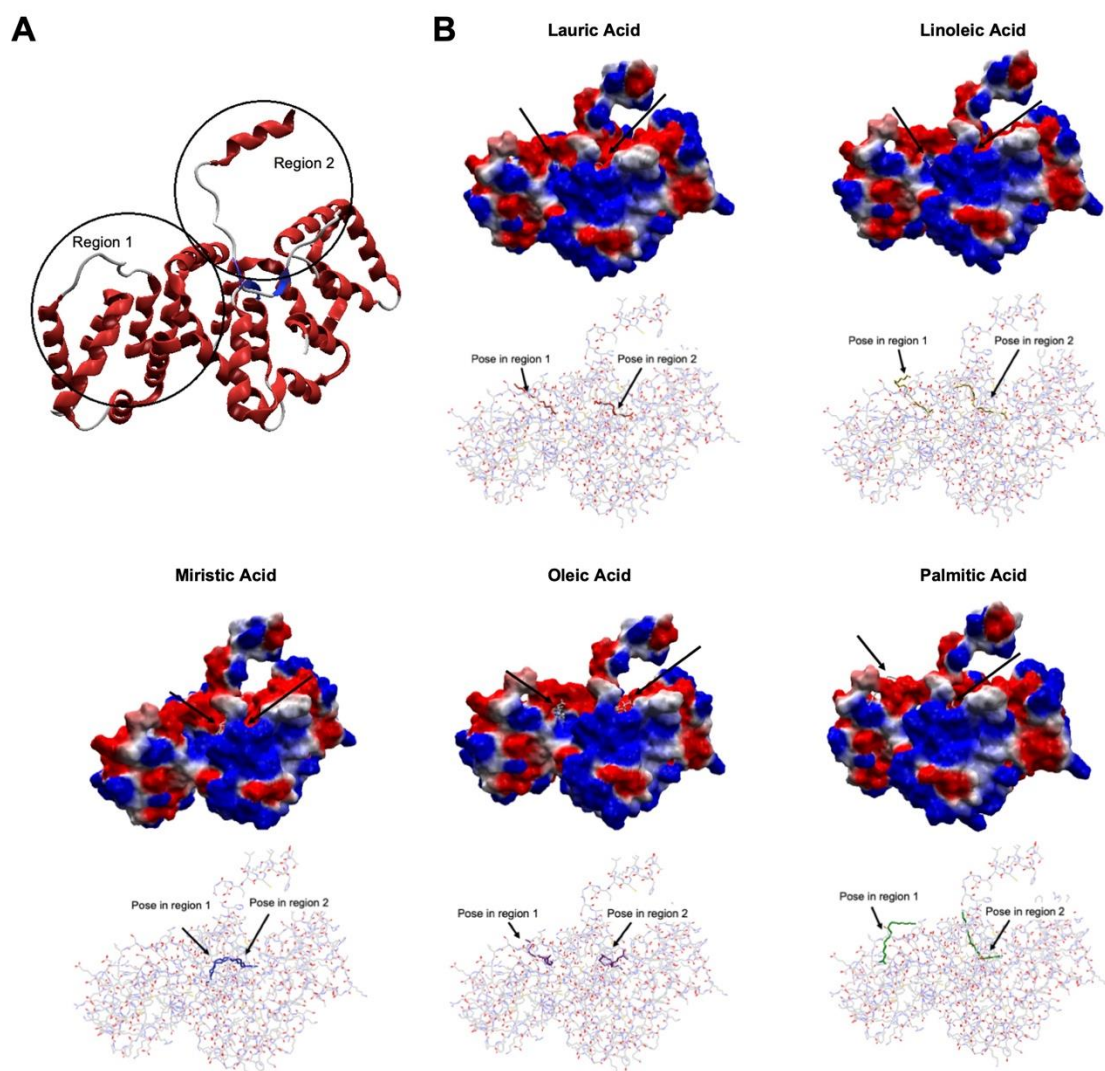 A
B
Region 1
Region 2
Lauric Acid
Linoleic Acid
Pose in region 1
Pose in region 2
Pose in region 1
Pose in region 2
Miristic Acid
Oleic Acid
Palmitic Acid
Pose in region 1
Pose in region 2
Pose in region 1
Pose in region 2
Pose in region 1
Pose in region 2